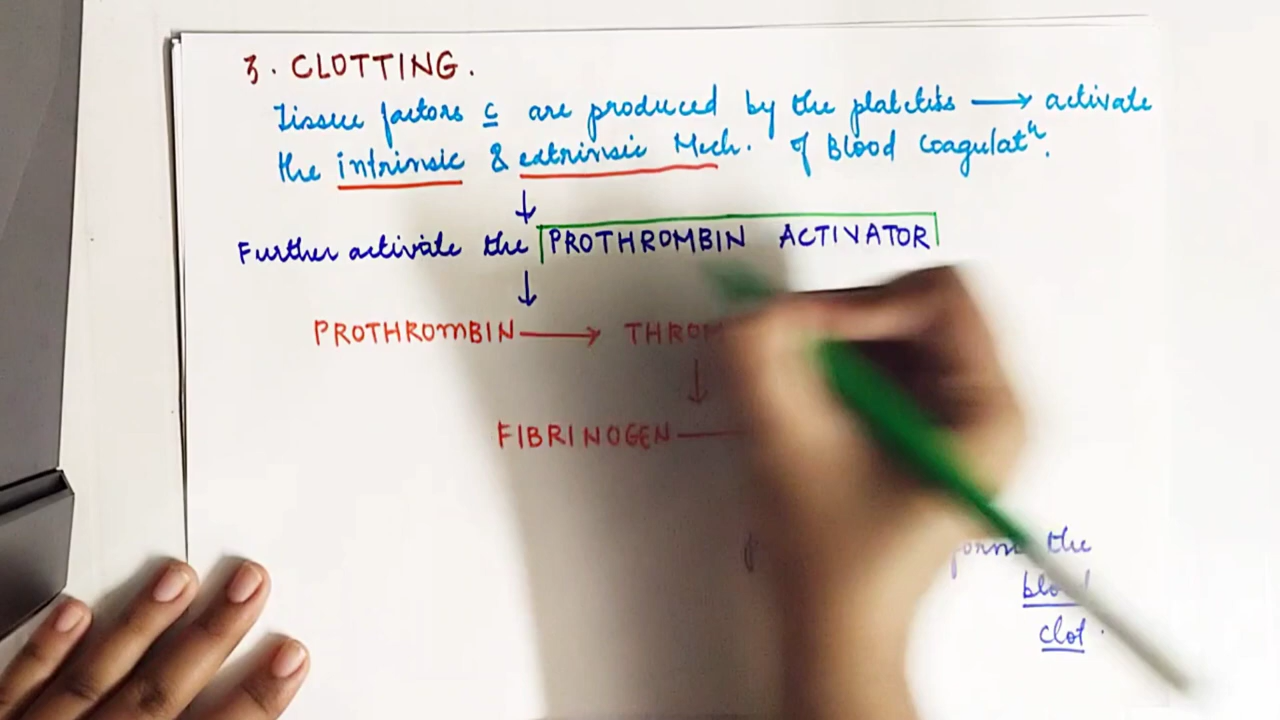 3. CLOTTING.
Tissue factors c̲ are produced by the platelets ⟶ activate
the intrinsic & extrinsic Mech. of Blood Coagulatⁿ.
↓
Further activate the PROTHROMBIN ACTIVATOR
↓
PROTHROMBIN ⟶
↓
FIBRINOGEN
the
blood
clot.